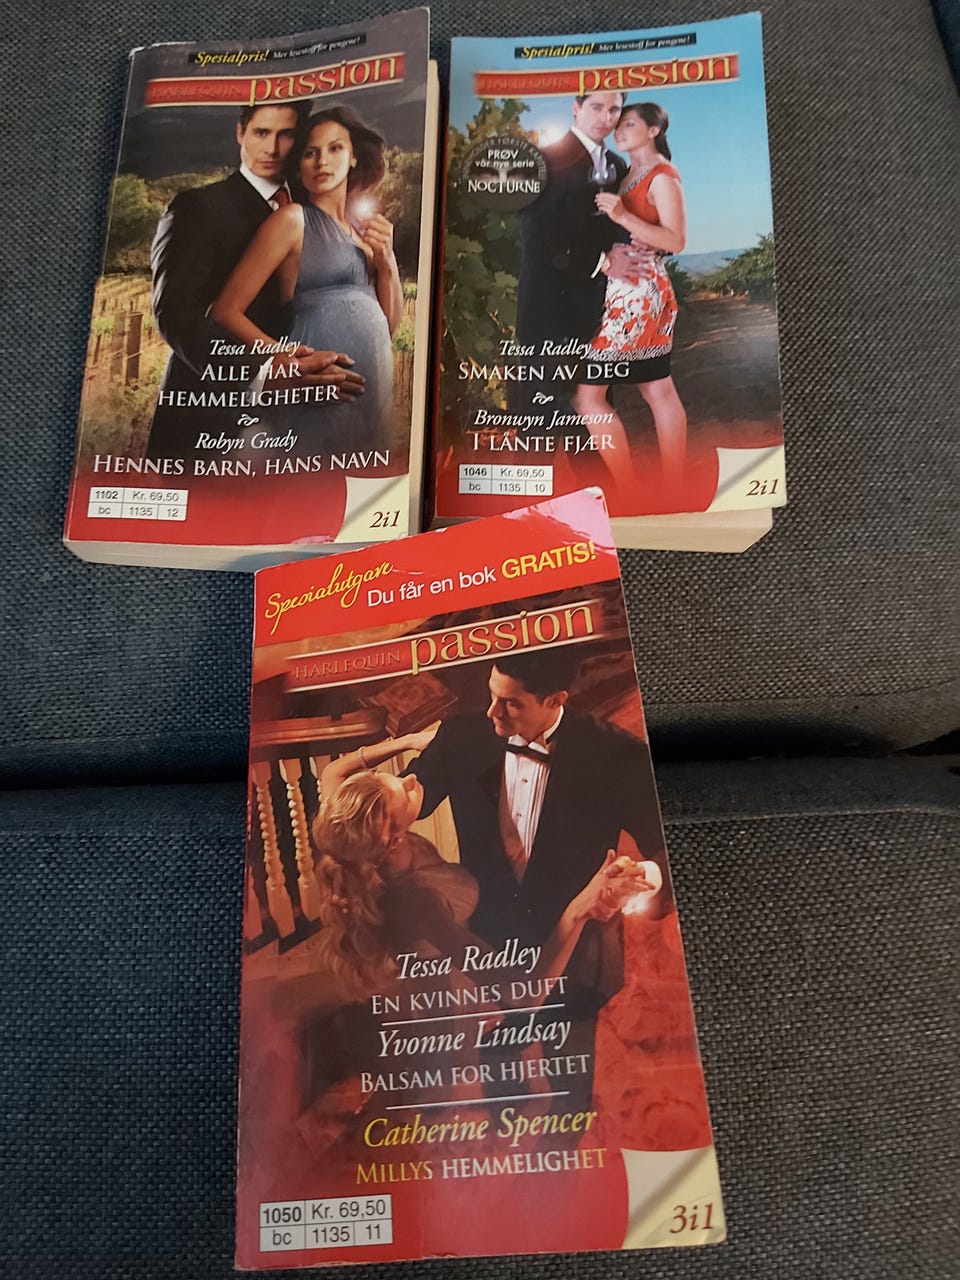 Spesialpris! Mer lesestoff for pengene!
HARLEQUIN passion
Tessa Radley
ALLE HAR
HEMMELIGHETER
Robyn Grady
HENNES BARN, HANS NAVN
1102 Kr. 69,50
bc 1135 12
2i1
Spesialpris! Mer lesestoff for pengene!
HARLEQUIN passion
PRØV
vår nye serie
NOCTURNE
Tessa Radley
SMAKEN AV DEG
Bronwyn Jameson
I LÅNTE FJÆR
1046 Kr. 69,50
bc 1135 10
2i1
Spesialutgave
Du får en bok GRATIS!
HARLEQUIN passion
Tessa Radley
EN KVINNES DUFT
Yvonne Lindsay
BALSAM FOR HJERTET
Catherine Spencer
MILLYS HEMMELIGHET
1050 Kr. 69,50
bc 1135 11
3i1